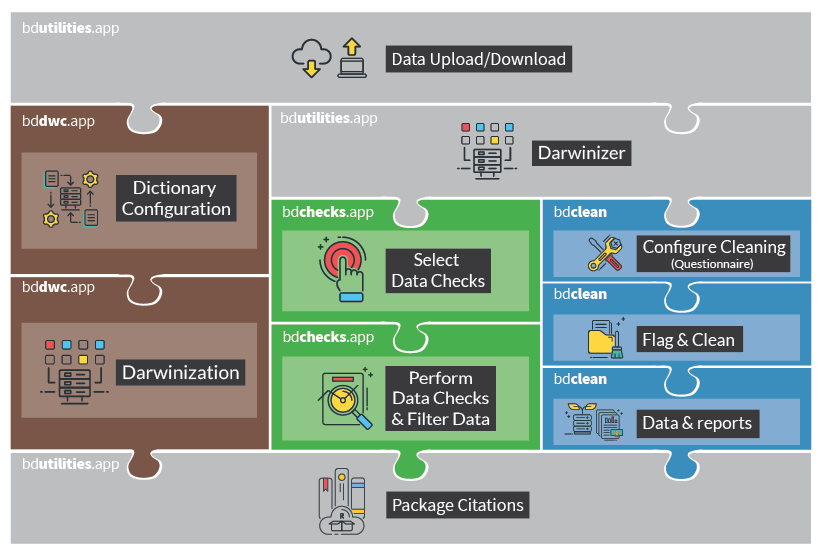 bdutilities.app
Data Upload/Download
bddwc.app
Dictionary
Configuration
bddwc.app
Darwinization
bdutilities.app
Darwinizer
bdchecks.app
Select
Data Checks
bdchecks.app
Perform
Data Checks
& Filter Data
bdclean
Configure Cleaning
(Questionnaire)
bdclean
Flag & Clean
bdclean
Data & reports
bdutilities.app
R
Package Citations